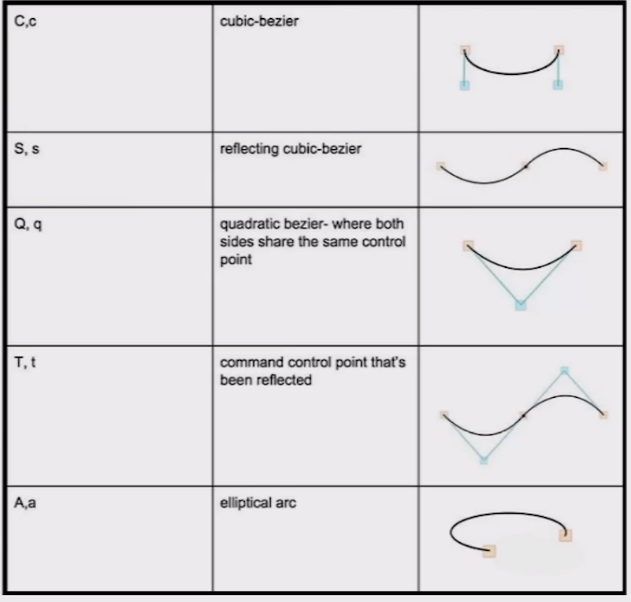 C,c
cubic-bezier
S, s
reflecting cubic-bezier
Q, q
quadratic bezier- where both
sides share the same control
point
T, t
command control point that's
been reflected
A,a
elliptical arc